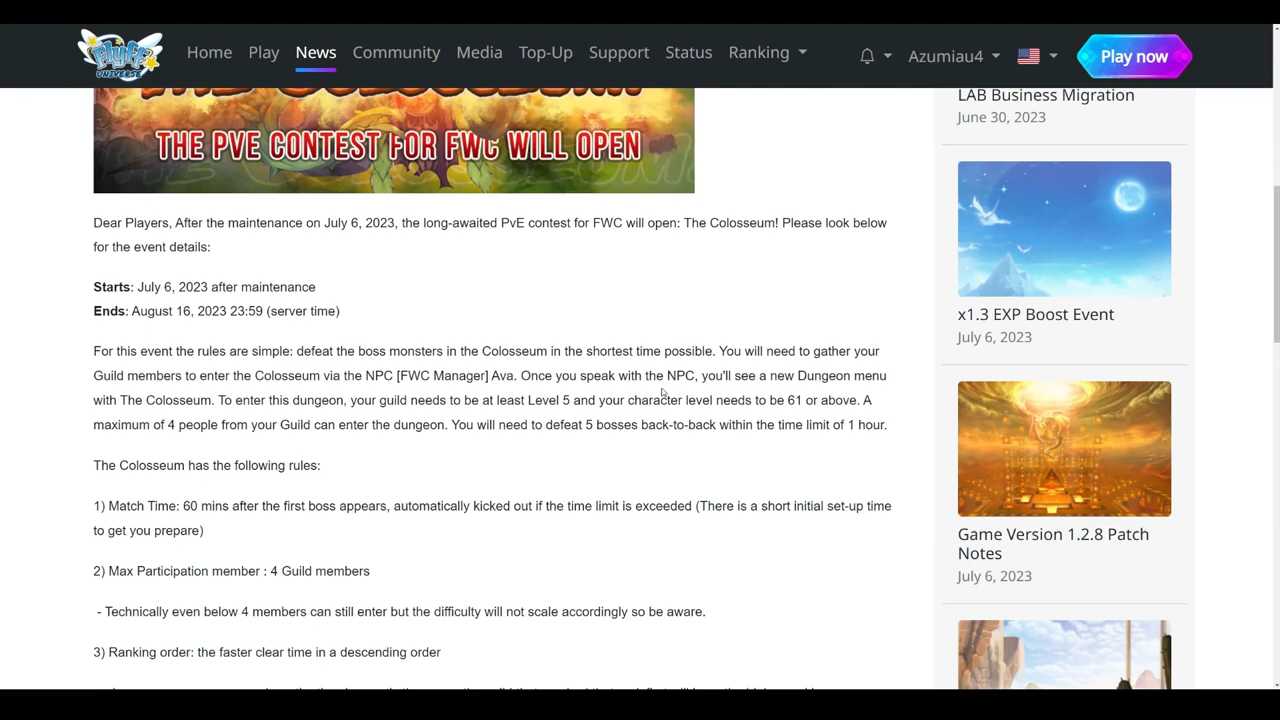 Flyff
UNIVERSE
Home Play News Community Media Top-Up Support Status Ranking Azumiau4 Play now
THE PVE CONTEST FOR FWC WILL OPEN
Dear Players, After the maintenance on July 6, 2023, the long-awaited PvE contest for FWC will open: The Colosseum! Please look below
for the event details:
Starts: July 6, 2023 after maintenance
Ends: August 16, 2023 23:59 (server time)
For this event the rules are simple: defeat the boss monsters in the Colosseum in the shortest time possible. You will need to gather your
Guild members to enter the Colosseum via the NPC [FWC Manager] Ava. Once you speak with the NPC, you'll see a new Dungeon menu
with The Colosseum. To enter this dungeon, your guild needs to be at least Level 5 and your character level needs to be 61 or above. A
maximum of 4 people from your Guild can enter the dungeon. You will need to defeat 5 bosses back-to-back within the time limit of 1 hour.
The Colosseum has the following rules:
1) Match Time: 60 mins after the first boss appears, automatically kicked out if the time limit is exceeded (There is a short initial set-up time
to get you prepare)
2) Max Participation member : 4 Guild members
- Technically even below 4 members can still enter but the difficulty will not scale accordingly so be aware.
3) Ranking order: the faster clear time in a descending order
LAB Business Migration
June 30, 2023
x1.3 EXP Boost Event
July 6, 2023
Game Version 1.2.8 Patch
Notes
July 6, 2023